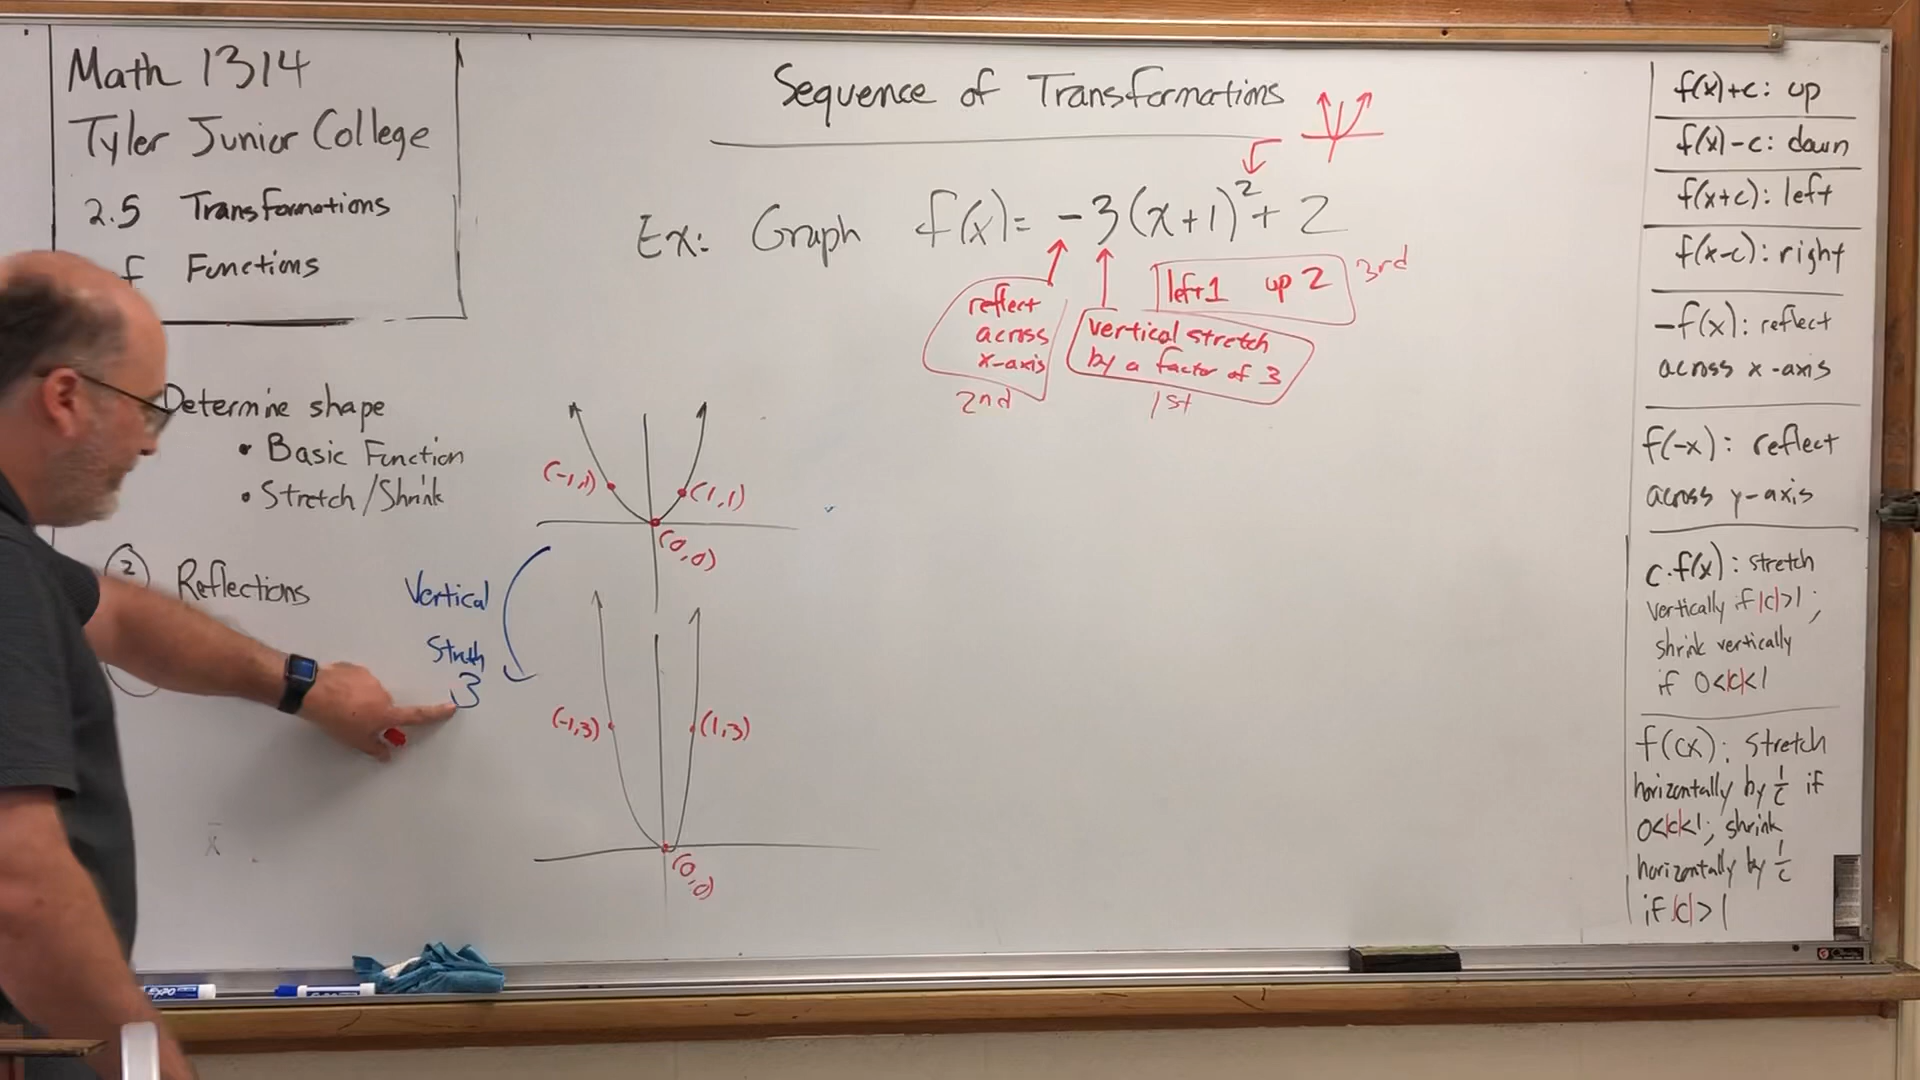 Math 1314
Tyler Junior College
2.5 Transformations
of Functions
Sequence of Transformations
Ex: Graph f(x) = -3(x+1)²+2
reflect
across
x-axis
2nd
vertical stretch
by a factor of 3
1st
left 1 up 2
3rd
Determine shape
• Basic Function
• Stretch/Shrink
2 Reflections
(-1,1)
(1,1)
(0,0)
Vertical
3
(-1,3)
(1,3)
(0,0)
f(x)+c: up
f(x)-c: down
f(x+c): left
f(x-c): right
-f(x): reflect
across x-axis
f(-x): reflect
across y-axis
c·f(x): stretch
vertically if |c|>1;
shrink vertically
if 0<|c|<1
f(cx): stretch
horizontally by 1/c if
0<|c|<1; shrink
horizontally by 1/c
if |c|>1
EXPO